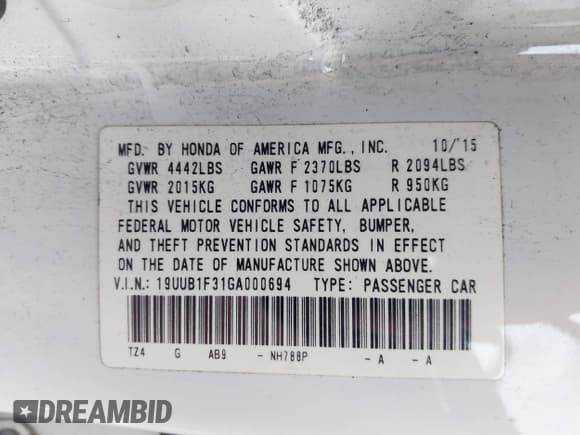 MFD. BY HONDA OF AMERICA MFG., INC. 10/15
GVWR 4442LBS GAWR F 2370LBS R 2094LBS
GVWR 2015KG GAWR F 1075KG R 950KG
THIS VEHICLE CONFORMS TO ALL APPLICABLE
FEDERAL MOTOR VEHICLE SAFETY, BUMPER,
AND THEFT PREVENTION STANDARDS IN EFFECT
ON THE DATE OF MANUFACTURE SHOWN ABOVE.
V.I.N.: 19UUB1F31GA000694 TYPE: PASSENGER CAR
TZ4 G AB9 - NH788P - A - A
DREAMBID